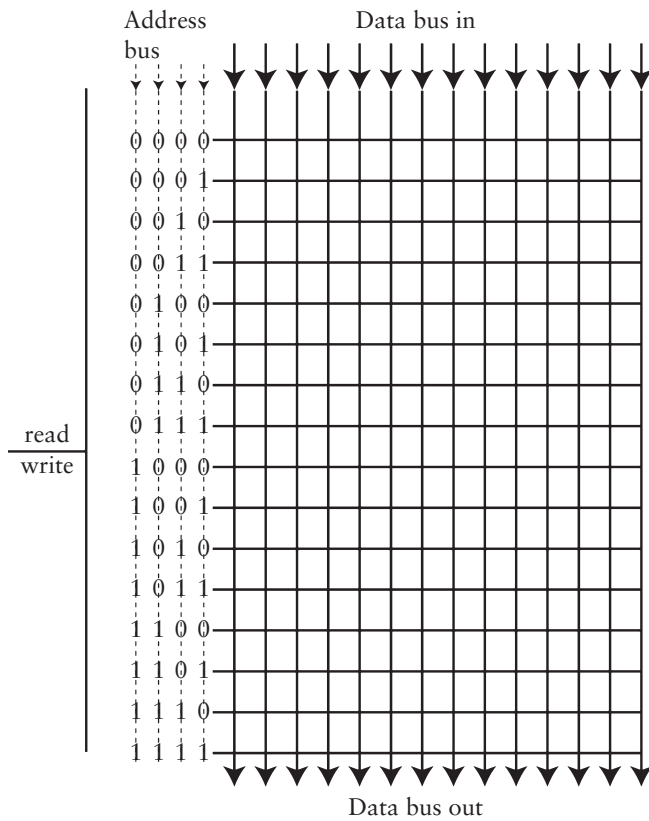 Address
bus
Data bus in
0 0 0 0
0 0 0 1
0 0 1 0
0 0 1 1
0 1 0 0
0 1 0 1
0 1 1 0
0 1 1 1
read
write
1 0 0 0
1 0 0 1
1 0 1 0
1 0 1 1
1 1 0 0
1 1 0 1
1 1 1 0
1 1 1 1
Data bus out